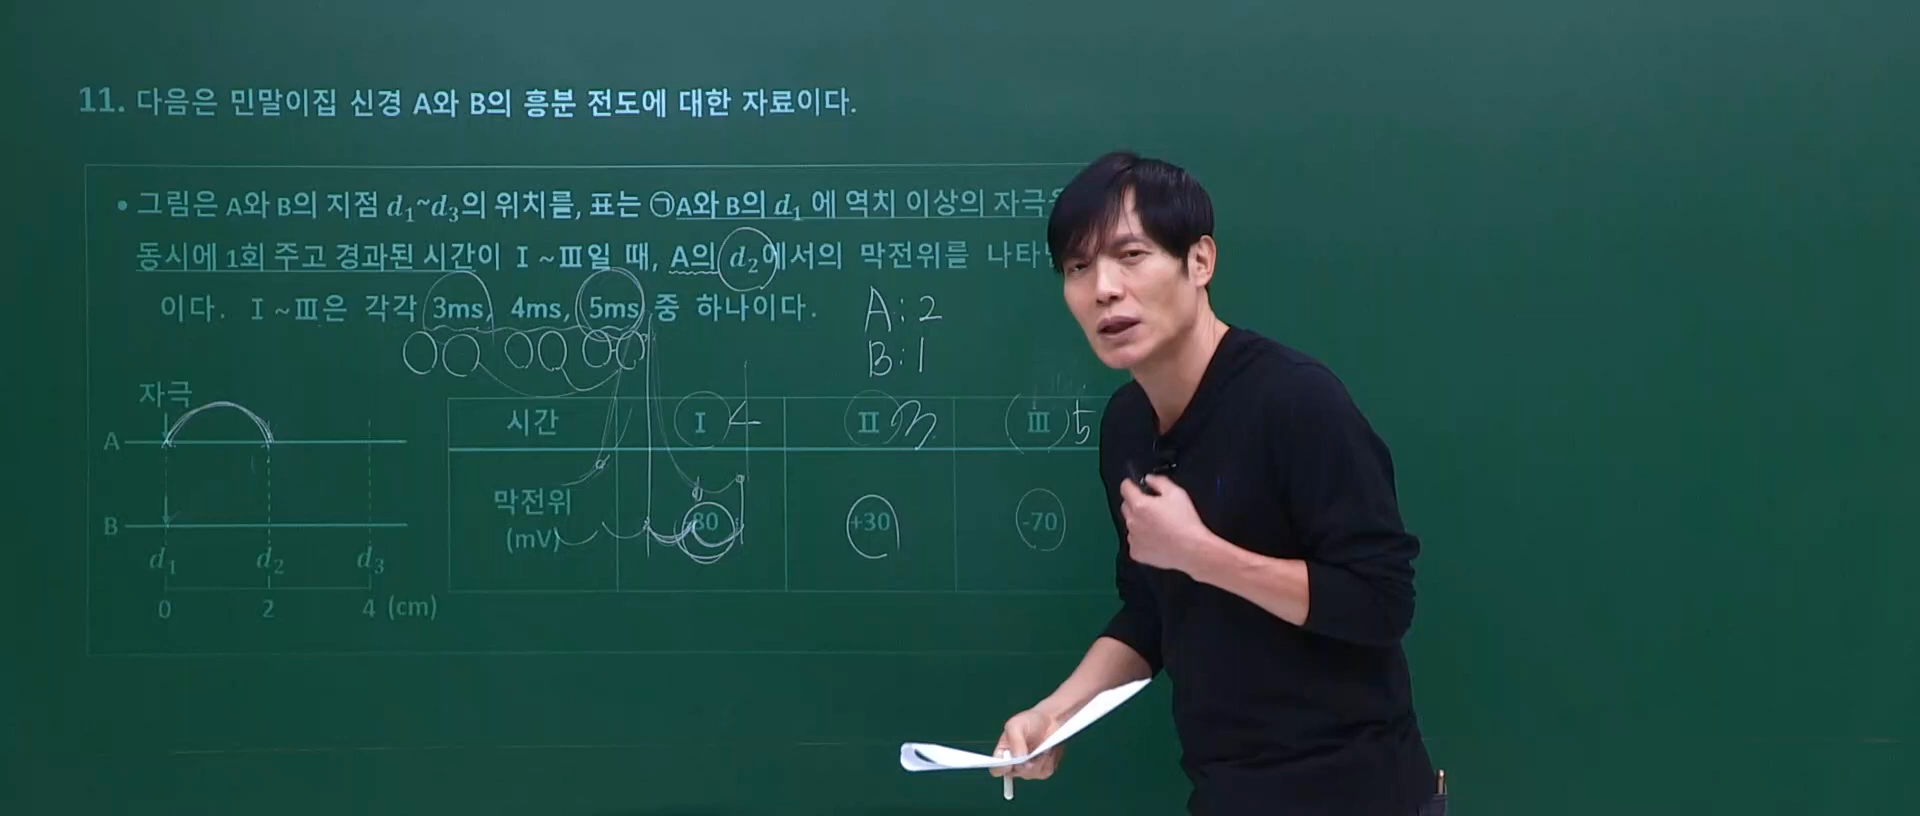 11. 다음은 민말이집 신경 A와 B의 흥분 전도에 대한 자료이다.
• 그림은 A와 B의 지점 d₁~d₃의 위치를, 표는 ㉠A와 B의 d₁에 역치 이상의 자극을
동시에 1회 주고 경과된 시간이 Ⅰ~Ⅲ일 때, A의 d₂에서의 막전위를
이다. Ⅰ~Ⅲ은 각각 3ms, 4ms, 5ms 중 하나이다.
A : 2
B : 1
자극
A
B
d₁ d₂ d₃
0 2 4 (cm)
시간 Ⅰ 4 Ⅱ 3 Ⅲ 5
막전위 (mV) -80 +30 -70